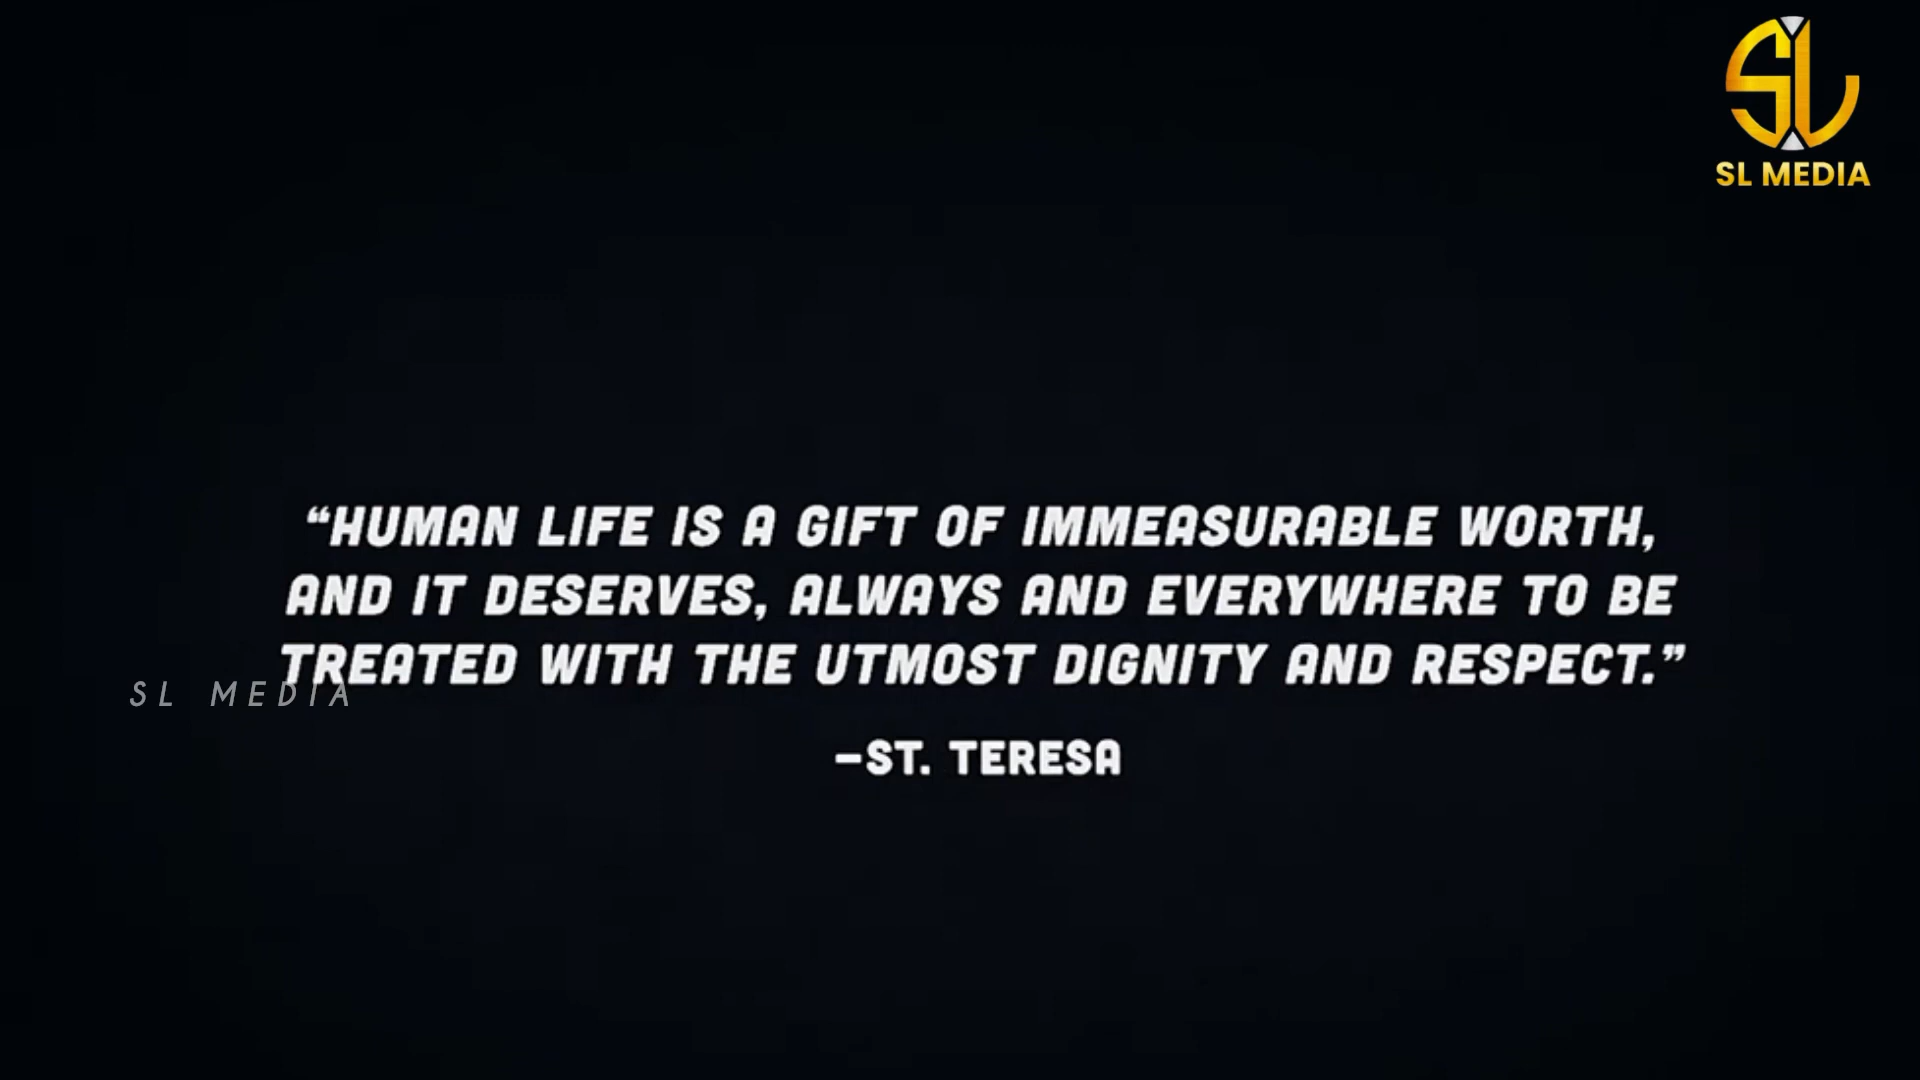 SL
SL MEDIA
“HUMAN LIFE IS A GIFT OF IMMEASURABLE WORTH,
AND IT DESERVES, ALWAYS AND EVERYWHERE TO BE
TREATED WITH THE UTMOST DIGNITY AND RESPECT.”
SL MEDIA
–ST. TERESA